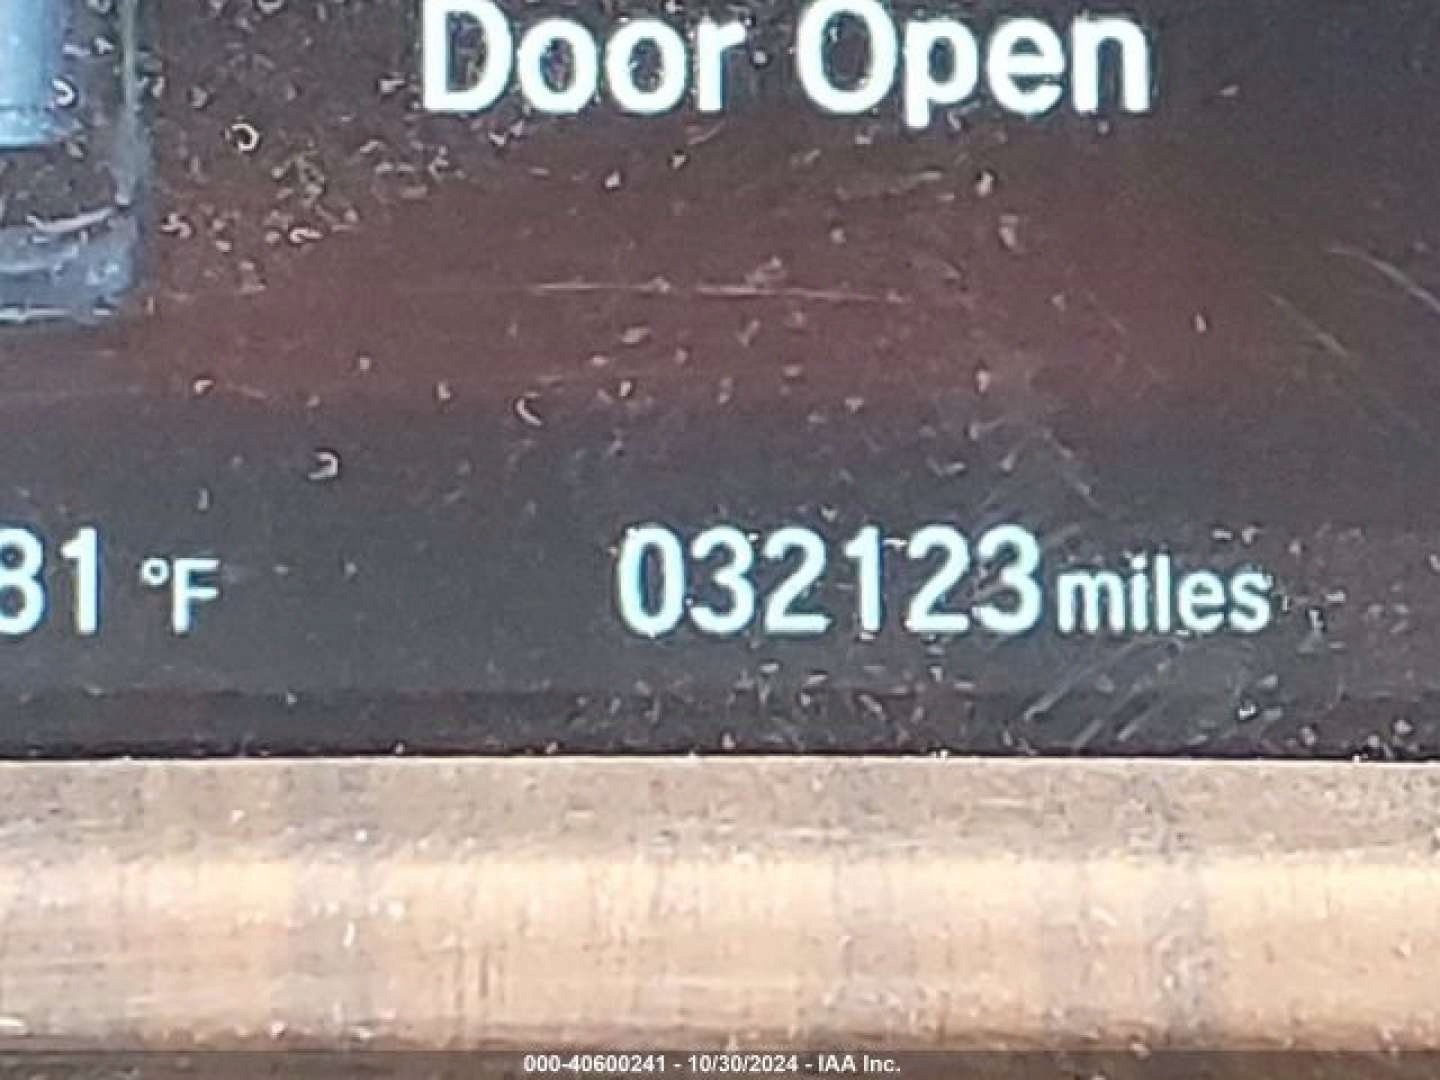 Door Open
81 °F 032123 miles
000-40600241 - 10/30/2024 - IAA Inc.